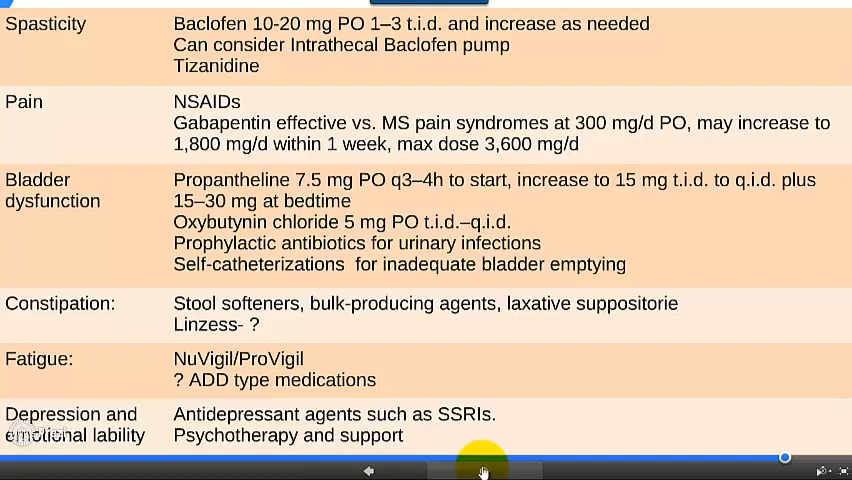 Spasticity
Baclofen 10-20 mg PO 1–3 t.i.d. and increase as needed
Can consider Intrathecal Baclofen pump
Tizanidine
Pain
NSAIDs
Gabapentin effective vs. MS pain syndromes at 300 mg/d PO, may increase to
1,800 mg/d within 1 week, max dose 3,600 mg/d
Bladder
dysfunction
Propantheline 7.5 mg PO q3–4h to start, increase to 15 mg t.i.d. to q.i.d. plus
15–30 mg at bedtime
Oxybutynin chloride 5 mg PO t.i.d.–q.i.d.
Prophylactic antibiotics for urinary infections
Self-catheterizations for inadequate bladder emptying
Constipation:
Stool softeners, bulk-producing agents, laxative suppositorie
Linzess- ?
Fatigue:
NuVigil/ProVigil
? ADD type medications
Depression and
lability
Antidepressant agents such as SSRIs.
Psychotherapy and support